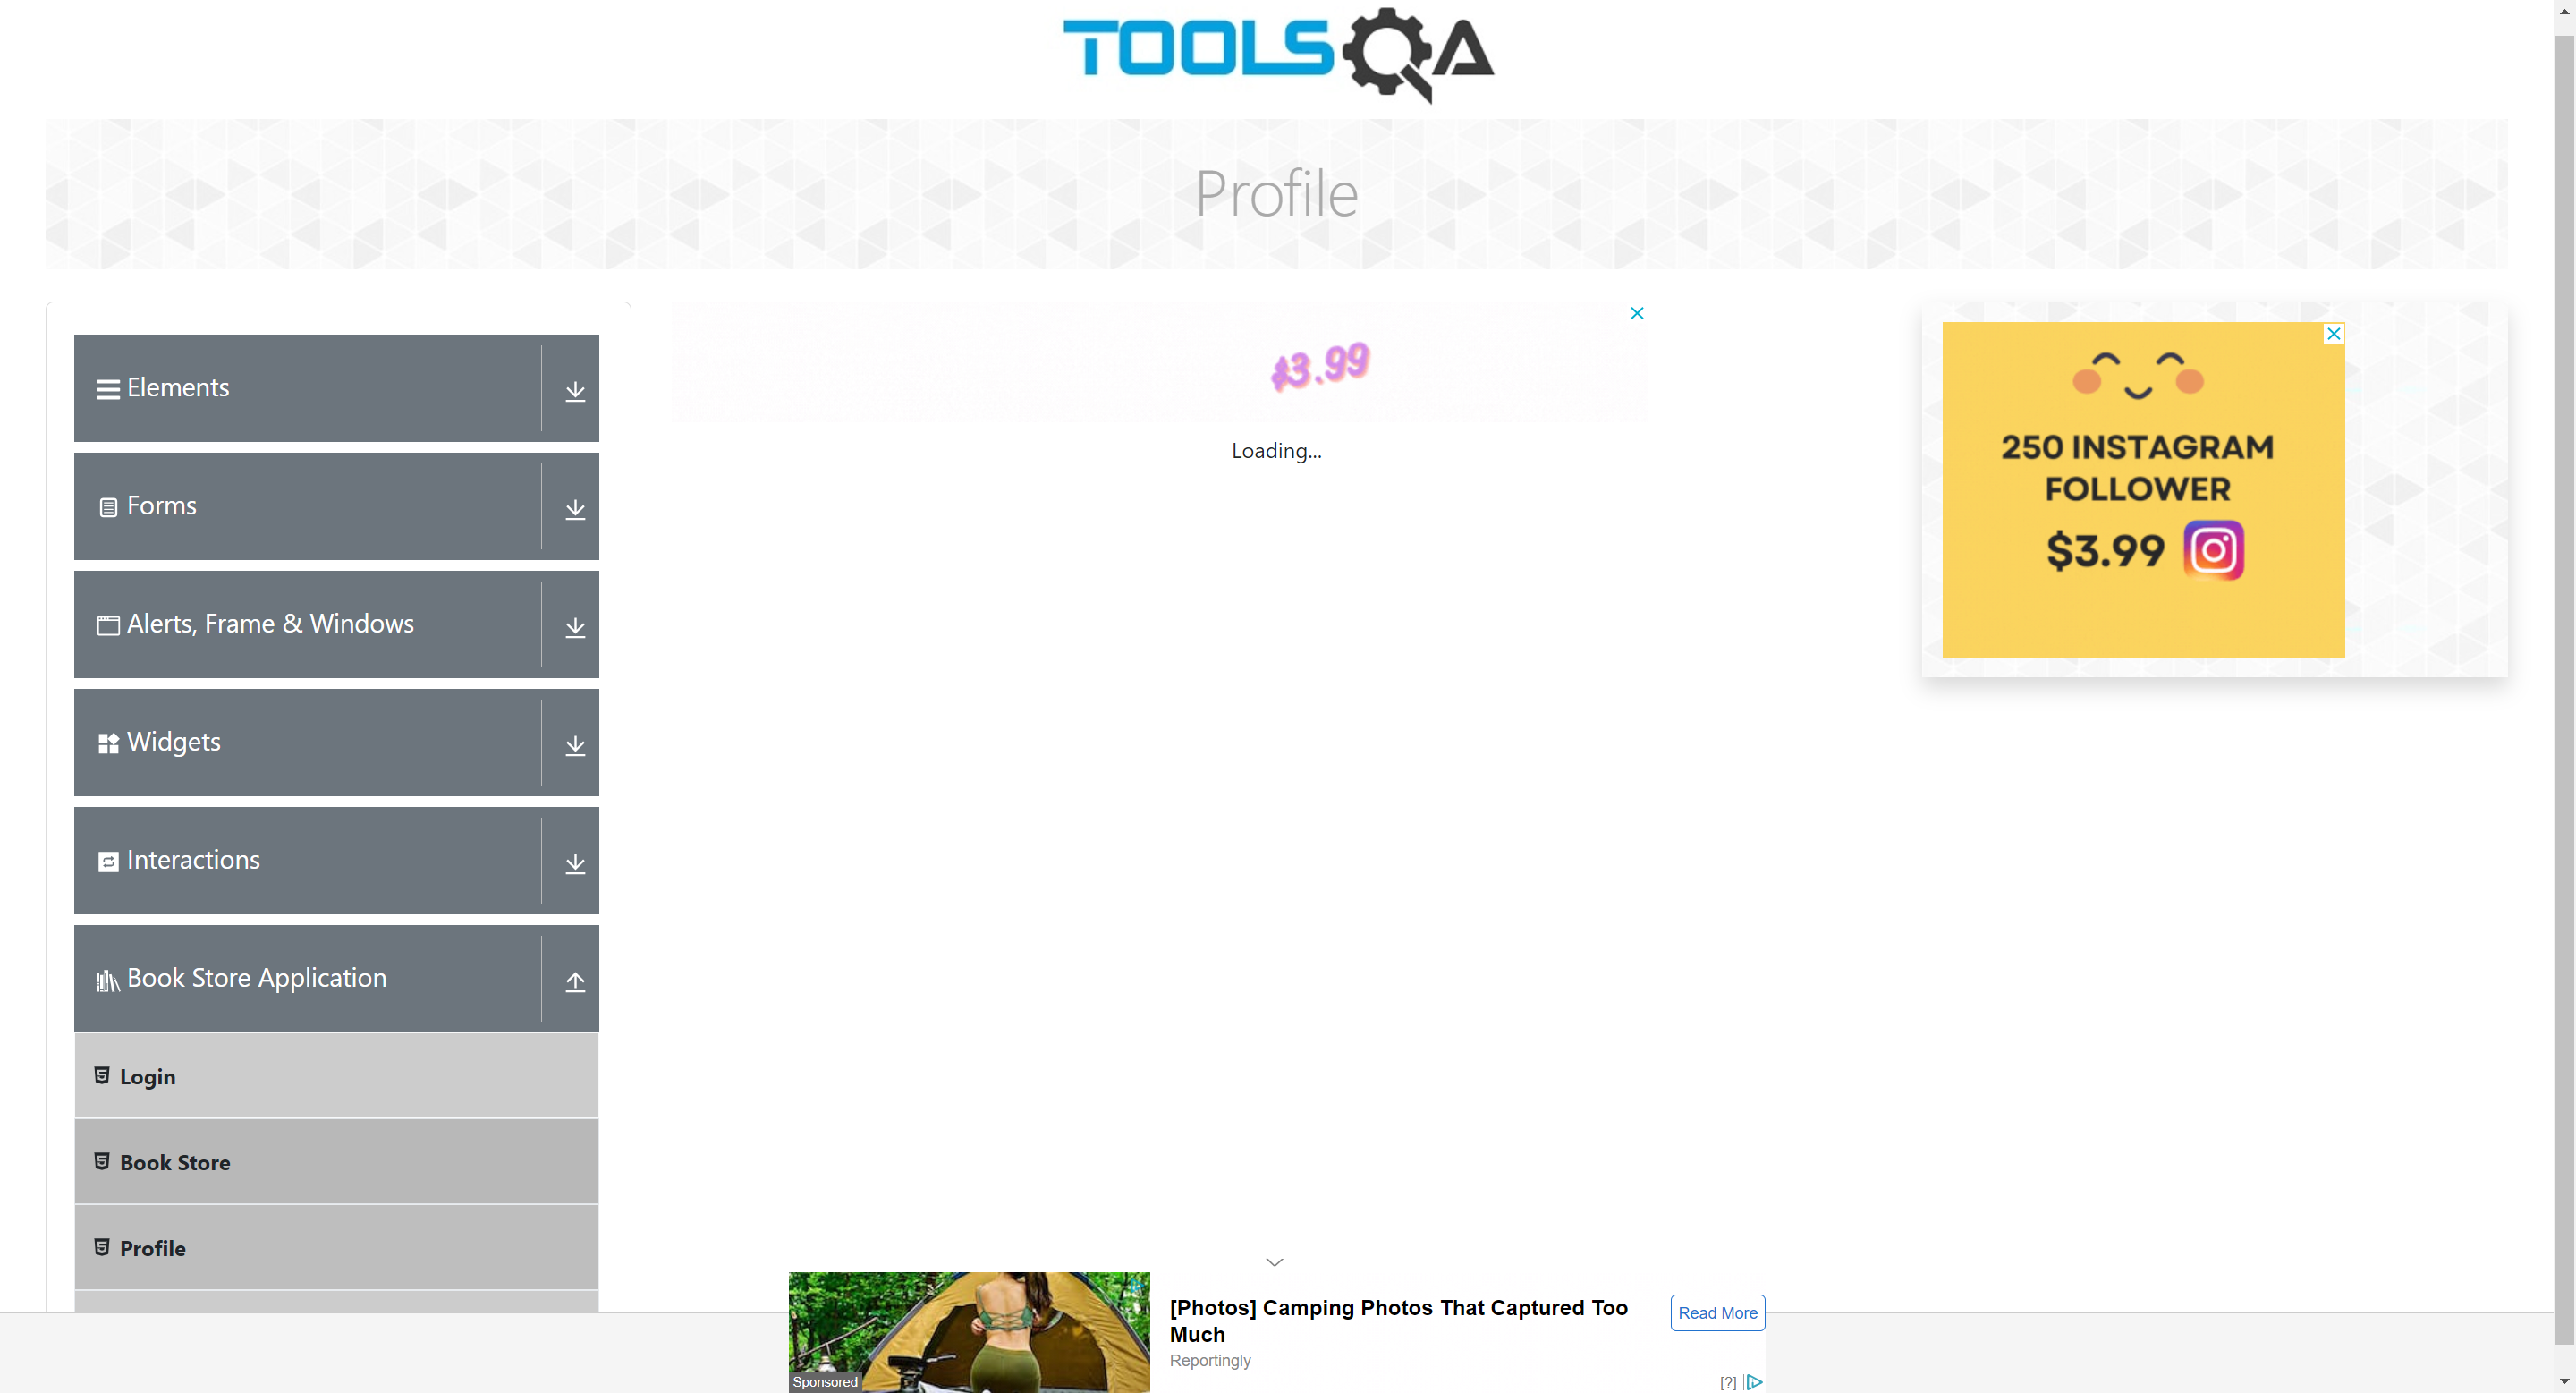 TOOLSQA
Profile
Elements
Forms
Alerts, Frame & Windows
Widgets
Interactions
Book Store Application
Login
Book Store
Profile
$3.99
Loading...
250 INSTAGRAM
FOLLOWER
$3.99
[Photos] Camping Photos That Captured Too
Much
Reportingly
Read More
Sponsored
[?]